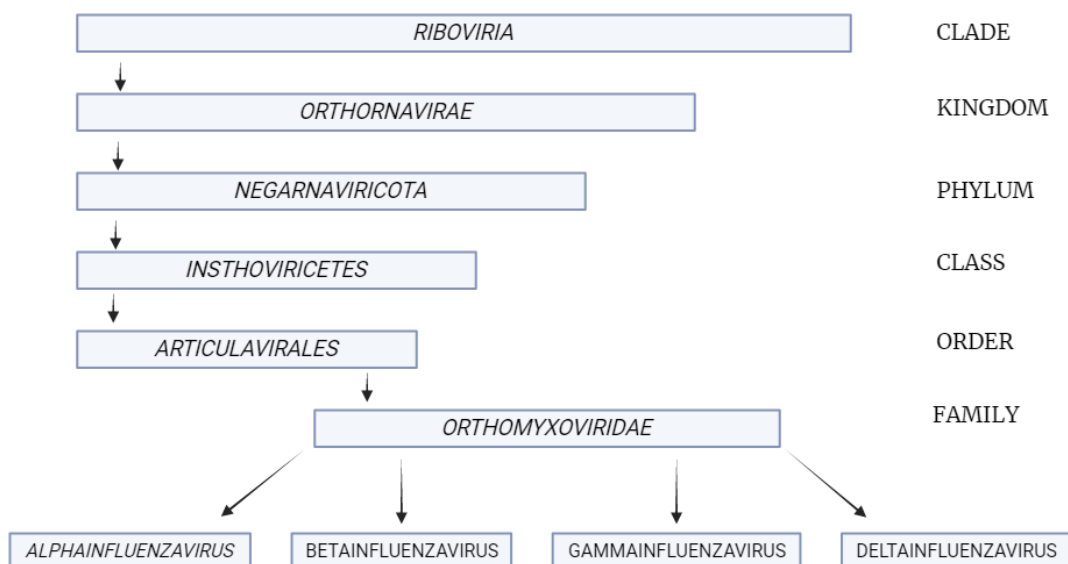 RIBOVIRIA CLADE
ORTHORNAVIRAE KINGDOM
NEGARNAVIRICOTA PHYLUM
INSTHOVIRICETES CLASS
ARTICULAVIRALES ORDER
ORTHOMYXOVIRIDAE FAMILY
ALPHAINFLUENZAVIRUS BETAINFLUENZAVIRUS GAMMAINFLUENZAVIRUS DELTAINFLUENZAVIRUS